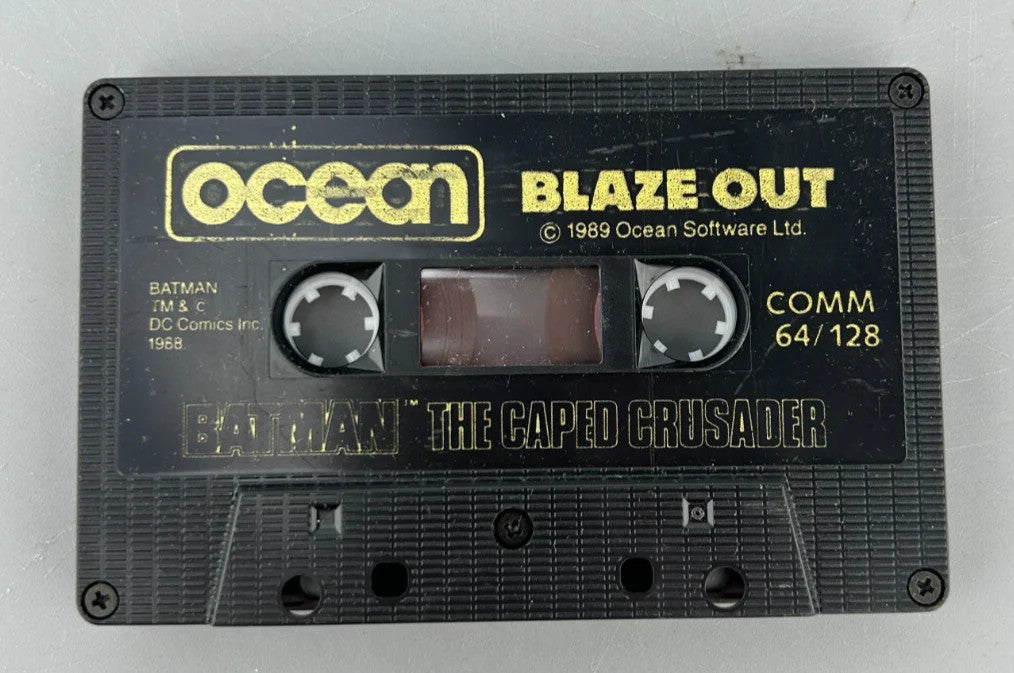 ocean
BLAZE OUT
© 1989 Ocean Software Ltd.
BATMAN
TM & c
DC Comics Inc.
1988.
COMM
64/128
BATMAN™ THE CAPED CRUSADER